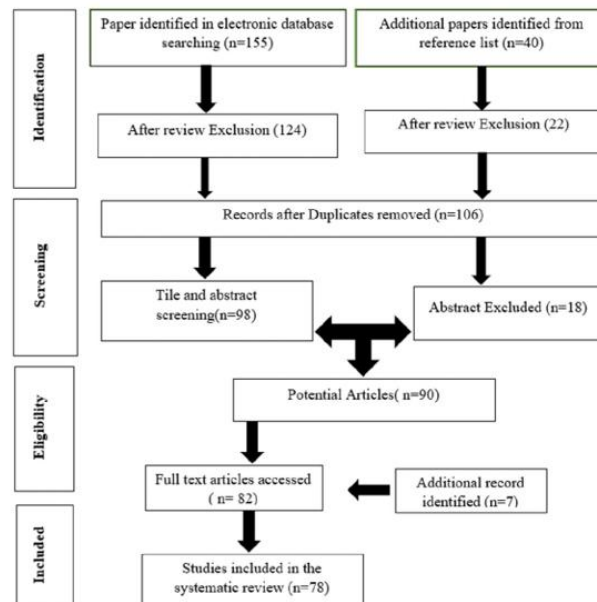 Identification
Paper identified in electronic database
searching (n=155)
Additional papers identified from
reference list (n=40)
After review Exclusion (124)
After review Exclusion (22)
Screening
Records after Duplicates removed (n=106)
Tile and abstract
screening(n=98)
Abstract Excluded (n=18)
Eligibility
Potential Articles( n=90)
Full text articles accessed
( n= 82)
Additional record
identified (n=7)
Included
Studies included in the
systematic review (n=78)